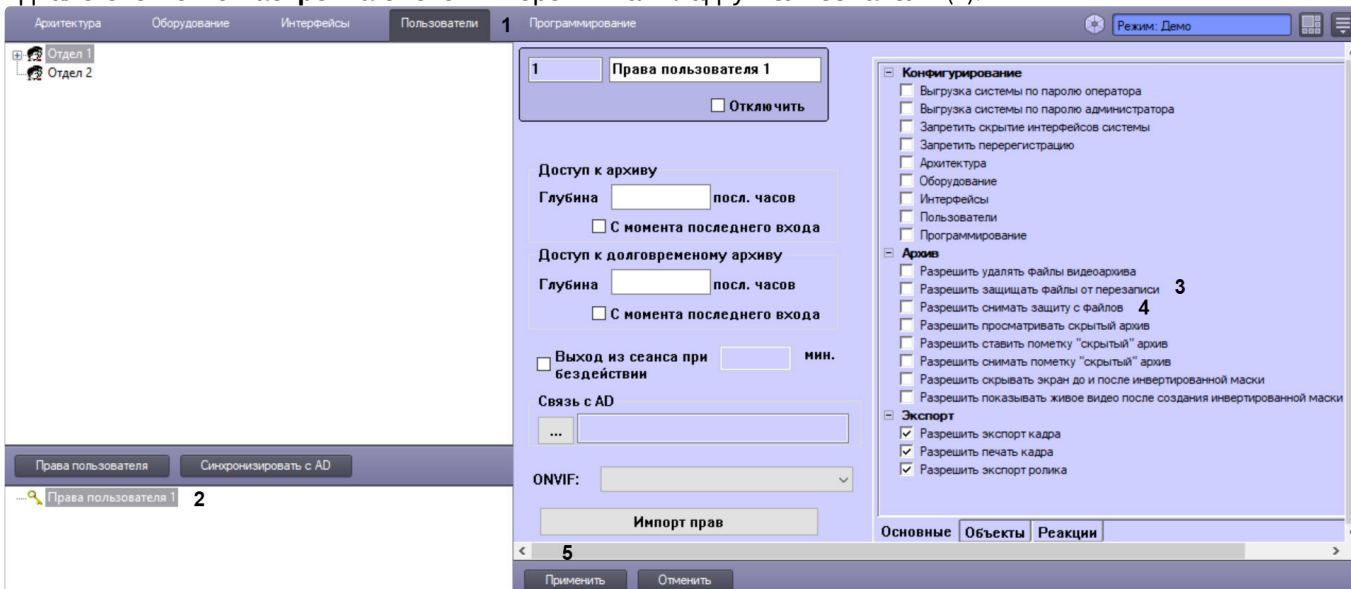 Архитектура Оборудование Интерфейсы Пользователи 1 Программирование Режим: Демо
Отдел 1
Отдел 2
1 Права пользователя 1
Отключить
Доступ к архиву
Глубина посл. часов
С момента последнего входа
Доступ к долговременому архиву
Глубина посл. часов
С момента последнего входа
Выход из сеанса при мин.
бездействии
Связь с AD
...
ONVIF:
Импорт прав
5
Применить Отменить
Конфигурирование
Выгрузка системы по паролю оператора
Выгрузка системы по паролю администратора
Запретить скрытие интерфейсов системы
Запретить перерегистрацию
Архитектура
Оборудование
Интерфейсы
Пользователи
Программирование
Архив
Разрешить удалять файлы видеоархива
Разрешить защищать файлы от перезаписи 3
Разрешить снимать защиту с файлов 4
Разрешить просматривать скрытый архив
Разрешить ставить пометку "скрытый" архив
Разрешить снимать пометку "скрытый" архив
Разрешить скрывать экран до и после инвертированной маски
Разрешить показывать живое видео после создания инвертированной маски
Экспорт
Разрешить экспорт кадра
Разрешить печать кадра
Разрешить экспорт ролика
Основные Объекты Реакции
Права пользователя Синхронизировать с AD
Права пользователя 1 2